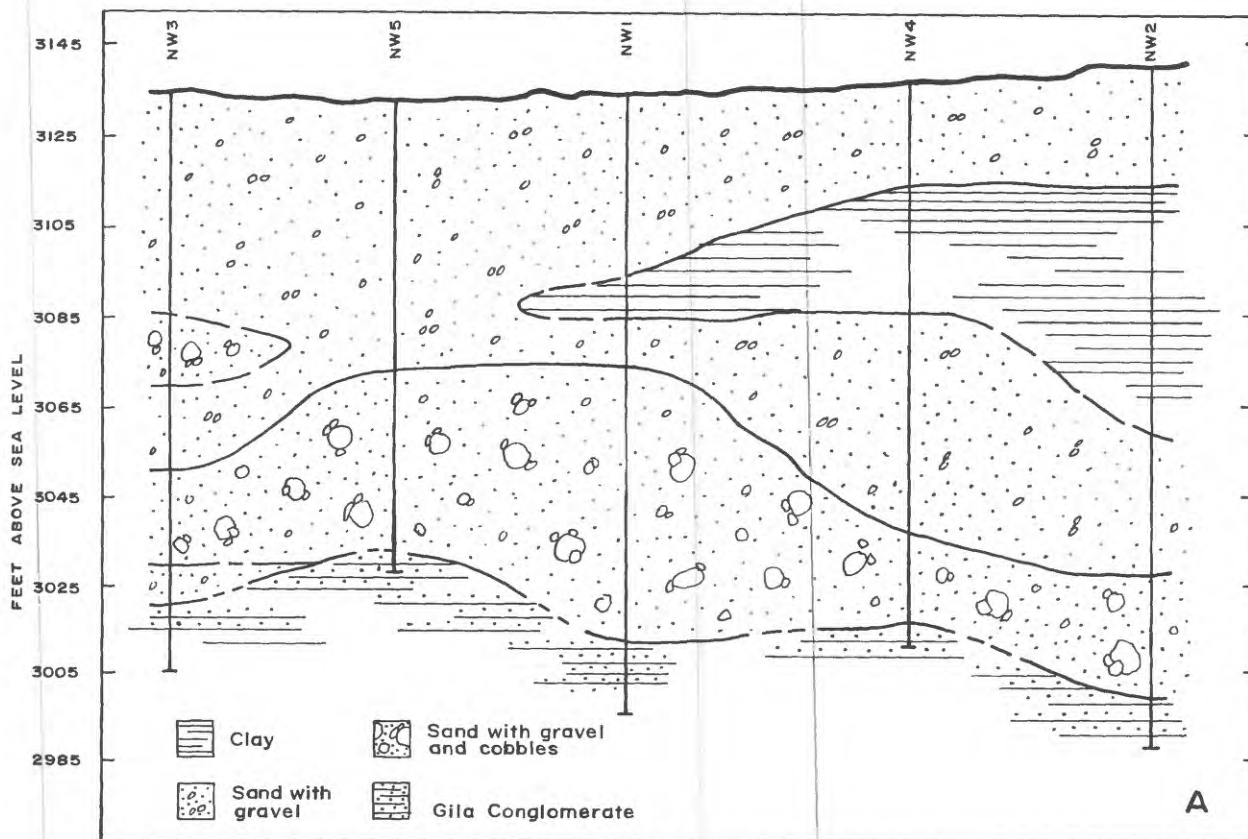 NW3
NW5
NW1
NW4
NW2
3145
3125
3105
3085
3065
3045
3025
3005
2985
FEET ABOVE SEA LEVEL
Clay
Sand with gravel
and cobbles
Sand with
gravel
Gila Conglomerate
A